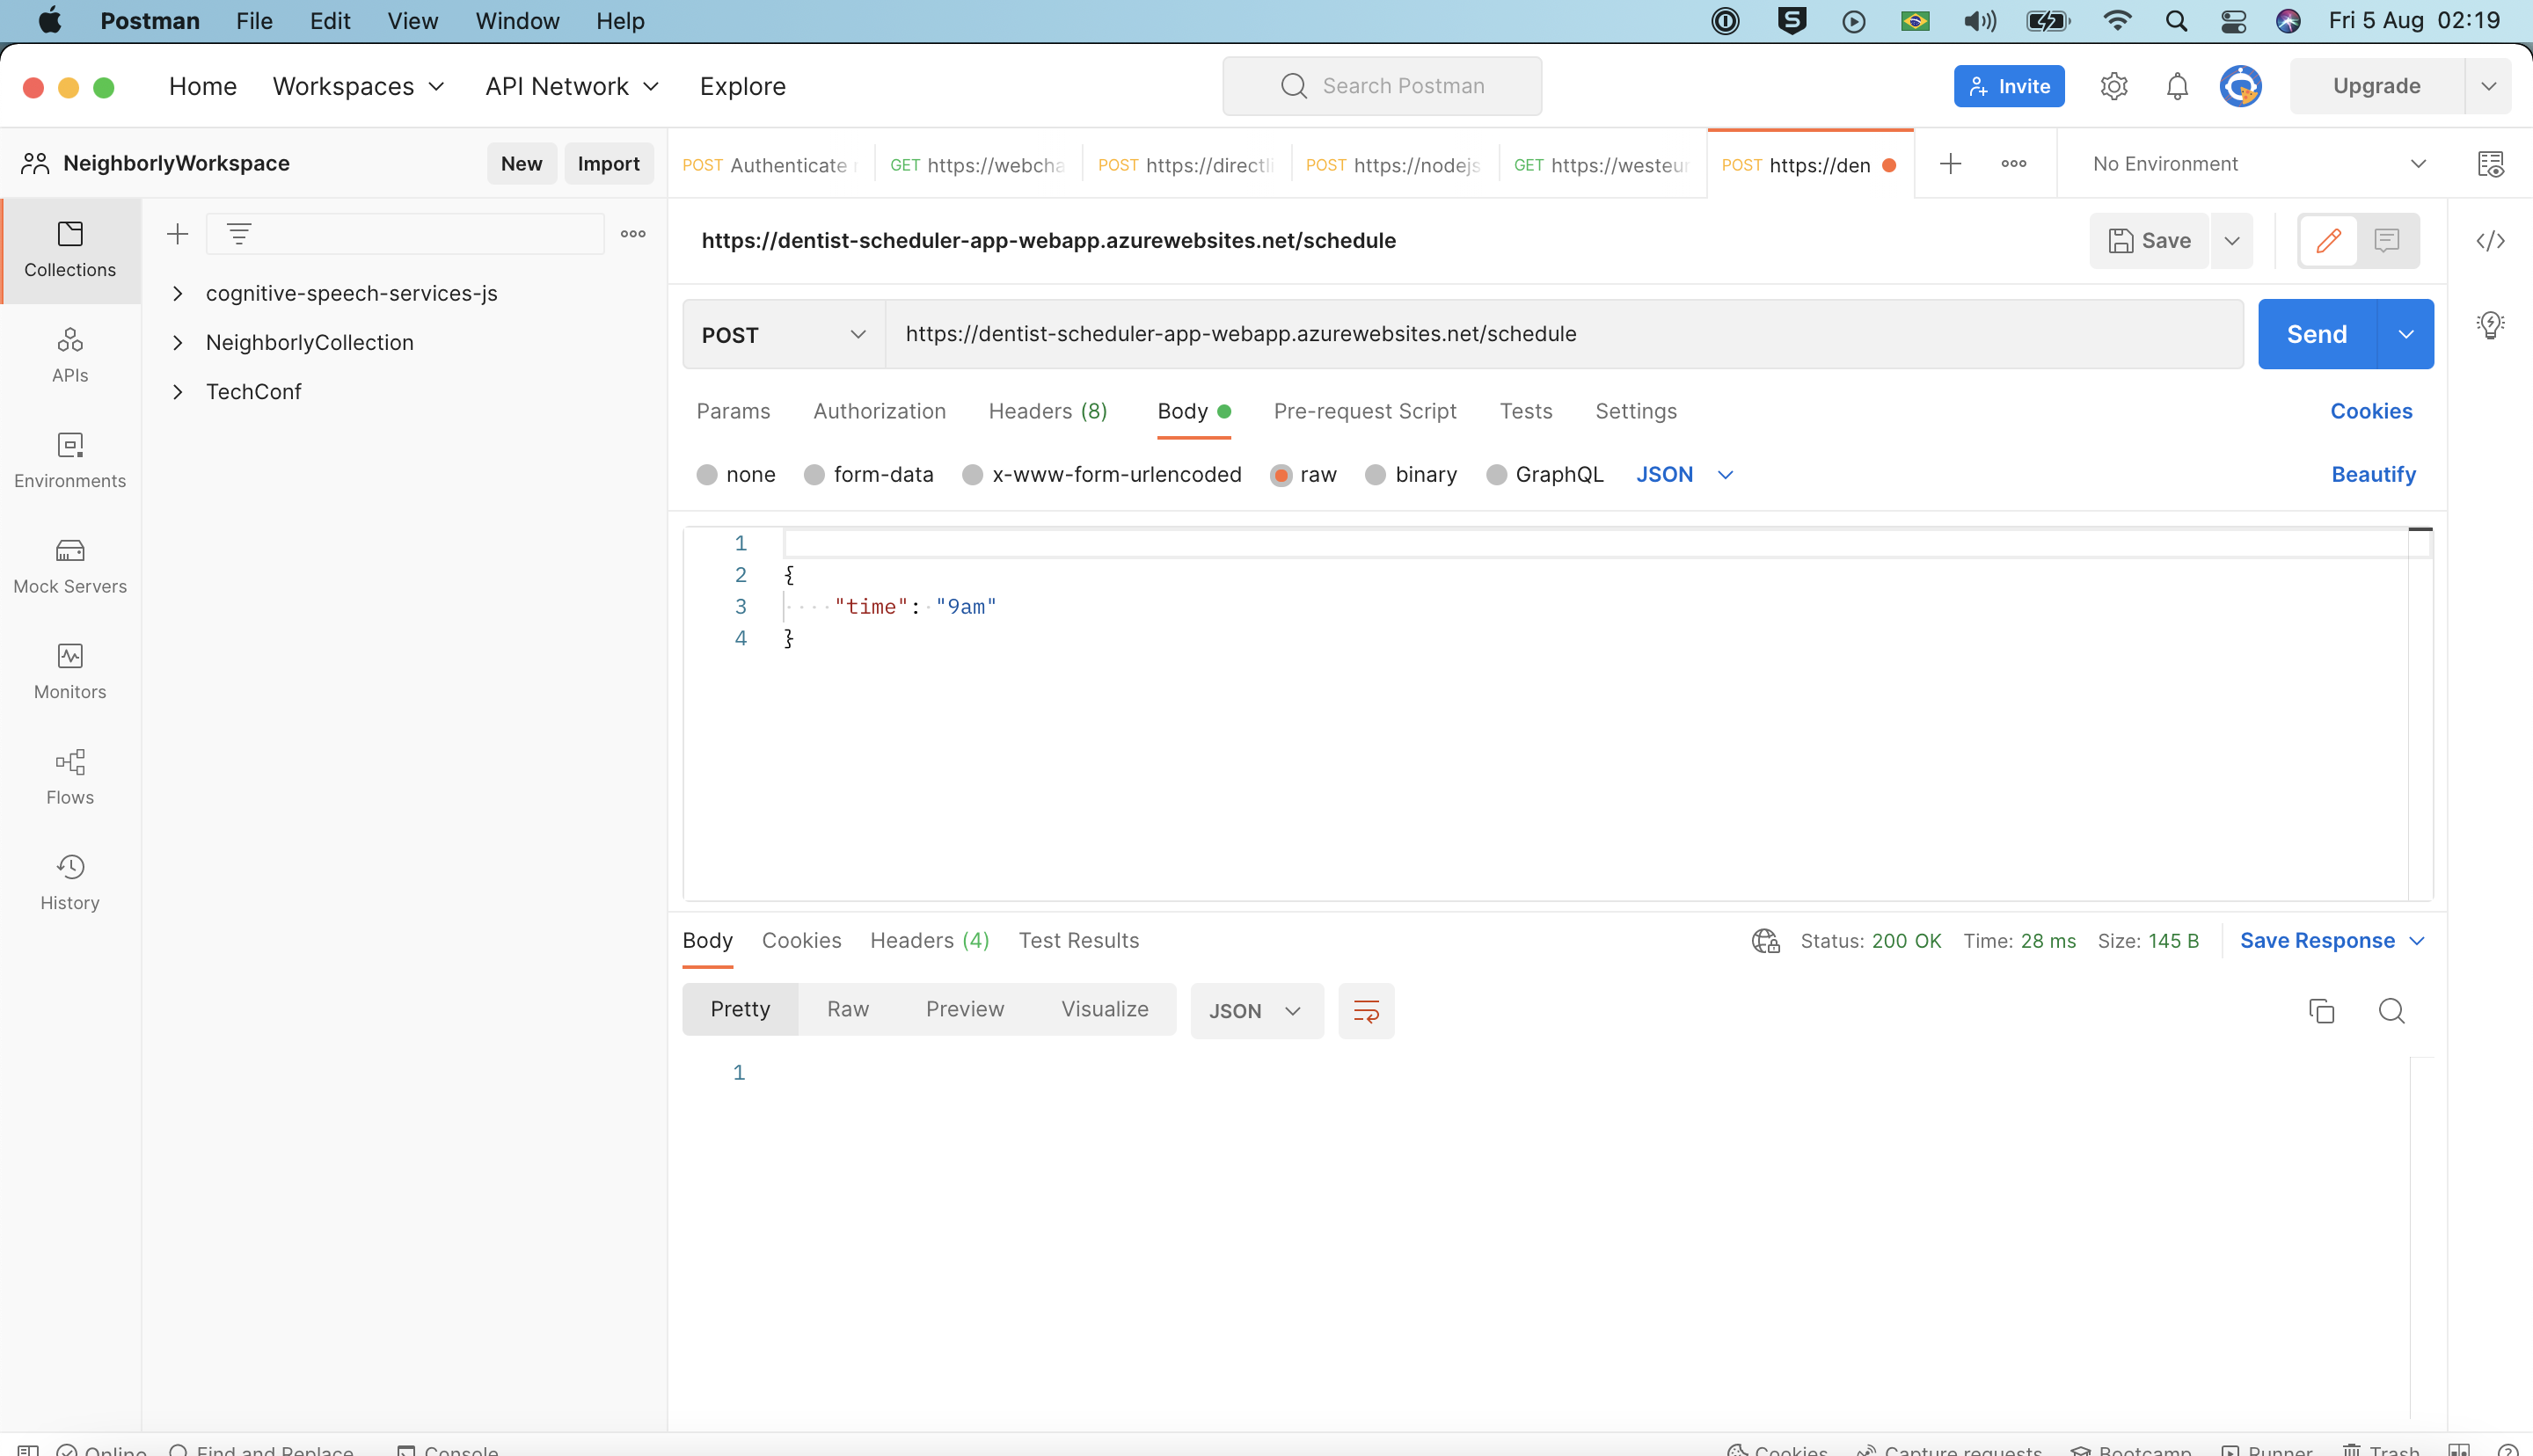 Postman File Edit View Window Help Fri 5 Aug 02:19
Home Workspaces API Network Explore Search Postman Invite Upgrade
NeighborlyWorkspace New Import POST Authenticate GET https://webcha POST https://directli POST https://nodejs GET https://westeur POST https://den No Environment
Collections
APIs
Environments
Mock Servers
Monitors
Flows
History
cognitive-speech-services-js
NeighborlyCollection
TechConf
https://dentist-scheduler-app-webapp.azurewebsites.net/schedule Save
POST https://dentist-scheduler-app-webapp.azurewebsites.net/schedule Send
Params Authorization Headers (8) Body Pre-request Script Tests Settings Cookies
none form-data x-www-form-urlencoded raw binary GraphQL JSON Beautify
1
2 {
3 "time": "9am"
4 }
Body Cookies Headers (4) Test Results Status: 200 OK Time: 28 ms Size: 145 B Save Response
Pretty Raw Preview Visualize JSON
1
Online Find and Replace Console Cookies Capture requests Bootcamp Runner Trash